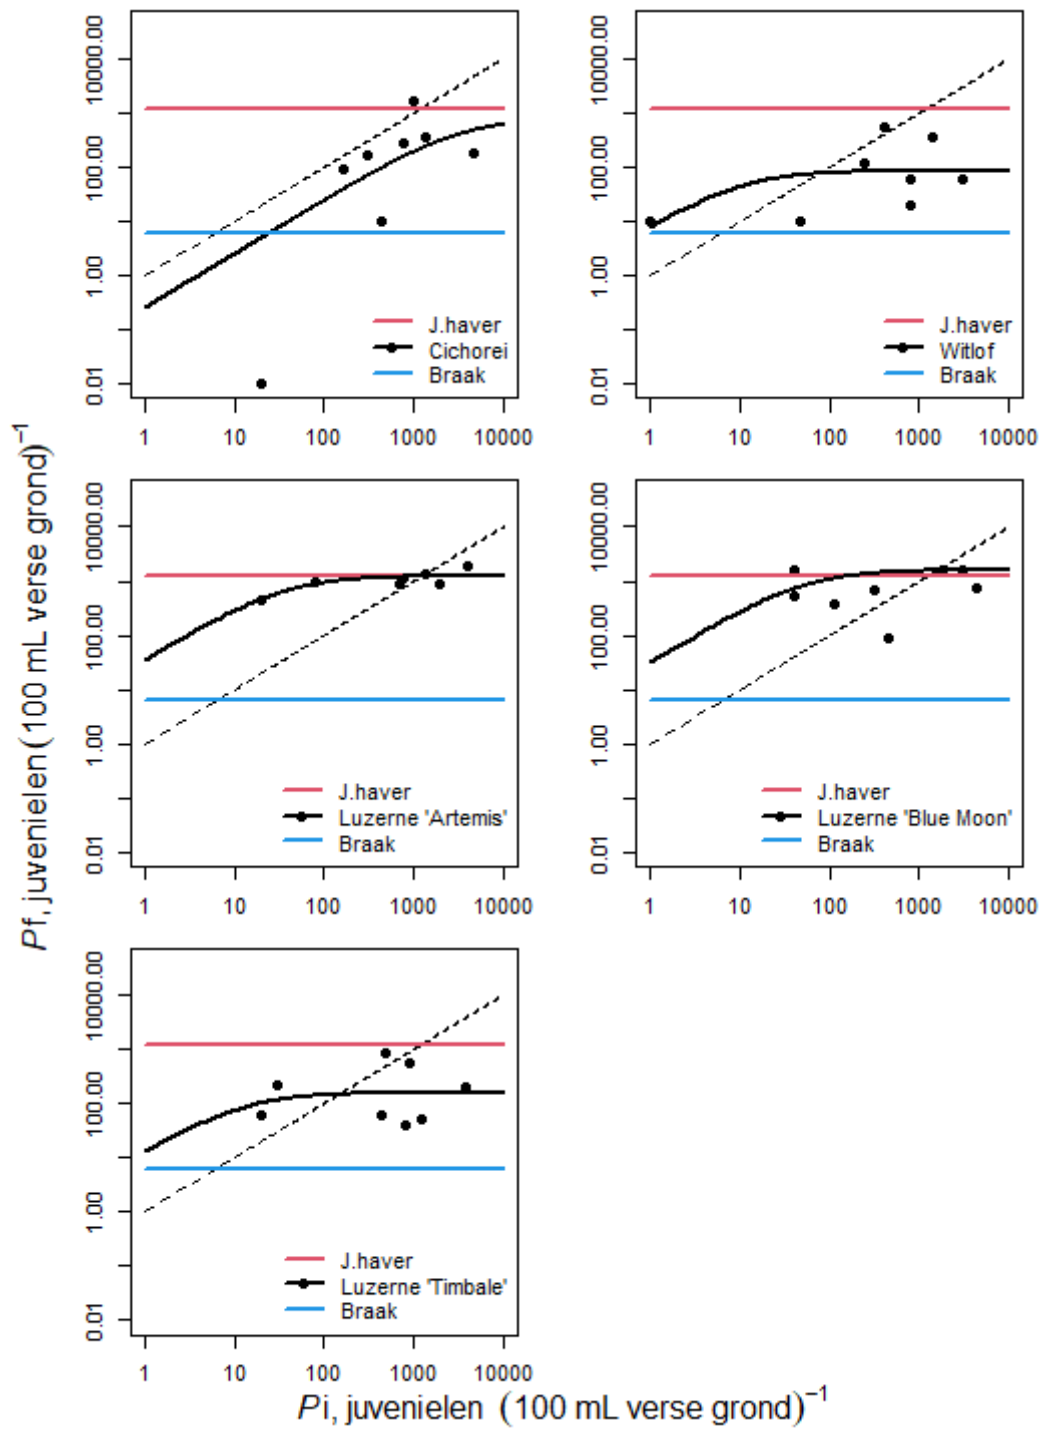 10000.00
100.00
1.00
0.01
J.haver
Cichorei
Braak
1 10 100 1000 10000
10000.00
100.00
1.00
0.01
J.haver
Witlof
Braak
1 10 100 1000 10000
10000.00
100.00
1.00
0.01
J.haver
Luzerne 'Artemis'
Braak
1 10 100 1000 10000
10000.00
100.00
1.00
0.01
J.haver
Luzerne 'Blue Moon'
Braak
1 10 100 1000 10000
10000.00
100.00
1.00
0.01
J.haver
Luzerne 'Timbale'
Braak
1 10 100 1000 10000
Pf, juvenielen (100 mL verse grond)⁻¹
Pi, juvenielen (100 mL verse grond)⁻¹